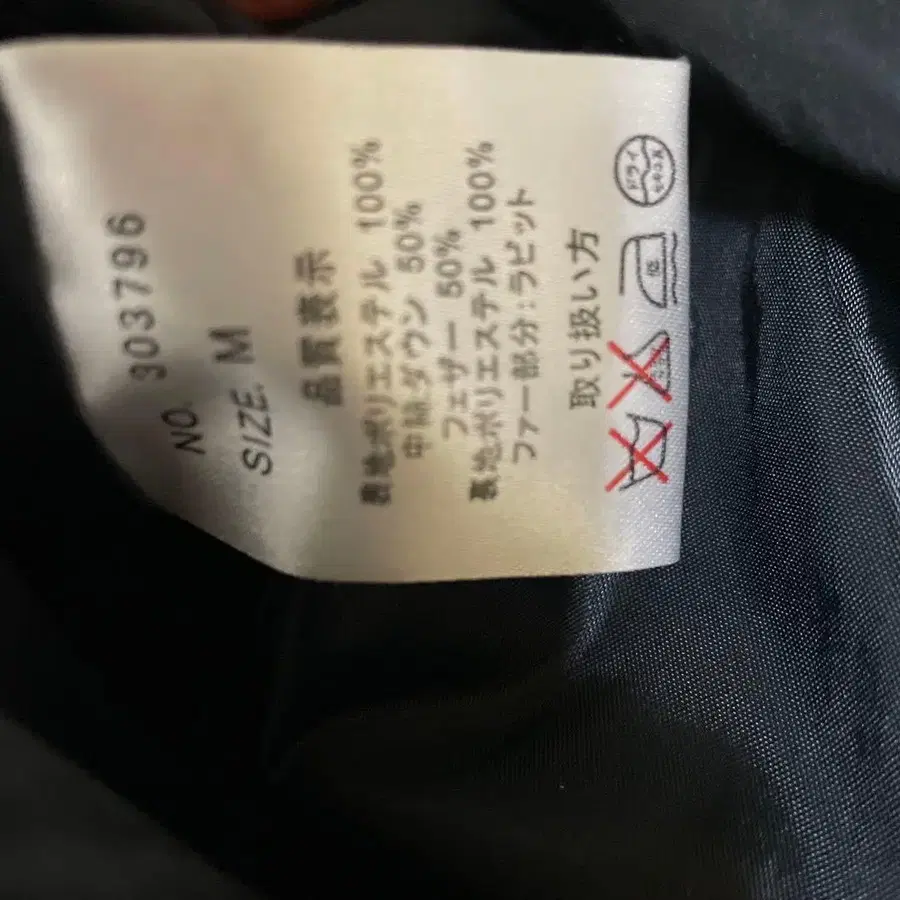 NO. 303796
SIZE. M
品質表示
表地ポリエステル 100%
中綿ダウン 50%
フェザー 50%
裏地ポリエステル 100%
ファー部分:ラビット
取り扱い方
ドライ
低